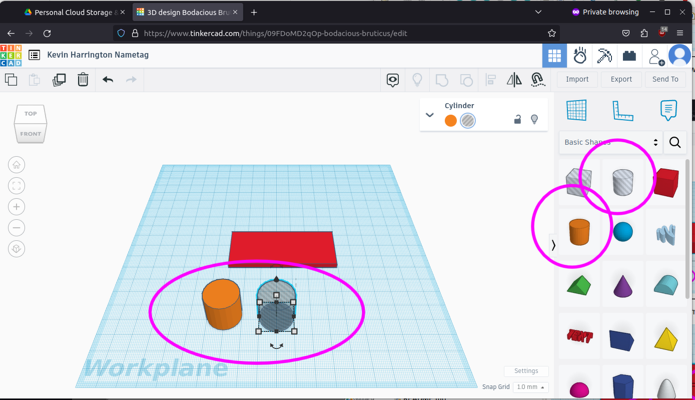 Personal Cloud Storage &
3D design Bodacious Brut
Private browsing
https://www.tinkercad.com/things/09FDoMD2qOp-bodacious-bruticus/edit
TIN
KER
CAD
Kevin Harrington Nametag
Import
Export
Send To
TOP
FRONT
Cylinder
Basic Shapes
Workplane
Settings
Snap Grid
1.0 mm